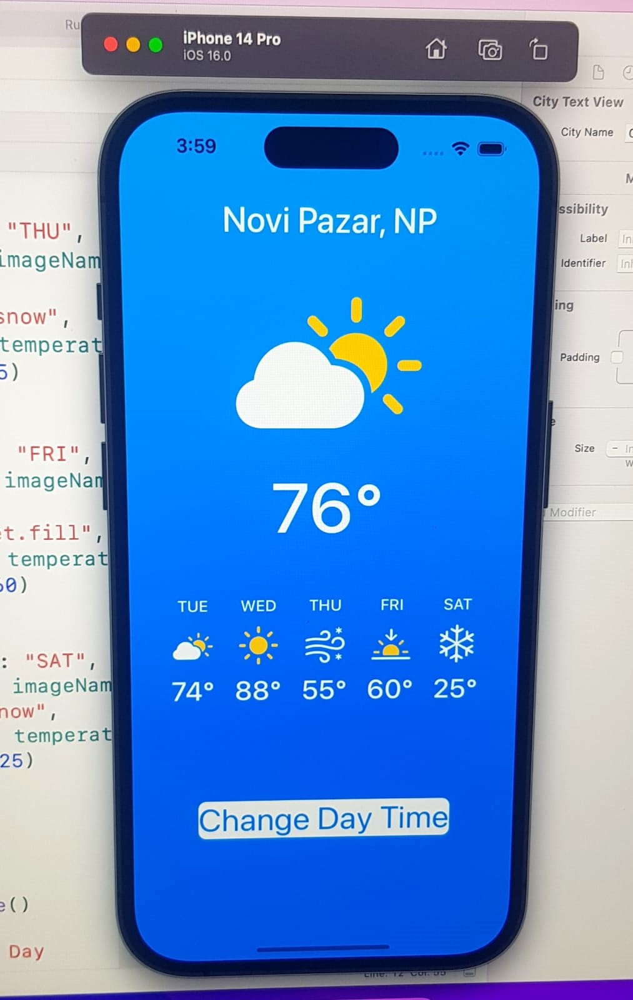 Ru
iPhone 14 Pro
iOS 16.0
City Text View
City Name
3:59
Novi Pazar, NP
ssibility
Label
Identifier
ing
Padding
Size
Modifier
"THU",
imageNam
snow",
temperat
5)
"FRI",
imageNam
et.fill",
temperat
60)
: "SAT",
imageNam
now",
temperat
25)
e()
Day
76°
TUE WED THU FRI SAT
74° 88° 55° 60° 25°
Change Day Time